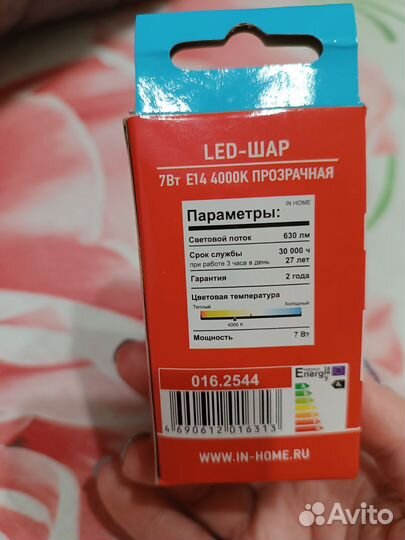 LED-ШАР
7Вт E14 4000К ПРОЗРАЧНАЯ
IN HOME
Параметры:
Световой поток 630 лм
Срок службы 30 000 ч
при работе 3 часа в день 27 лет
Гарантия 2 года
Цветовая температура
Теплый Холодный
4000 К
Мощность 7 Вт
016.2544
Energy
A
4690612016313
WWW.IN-HOME.RU
Avito